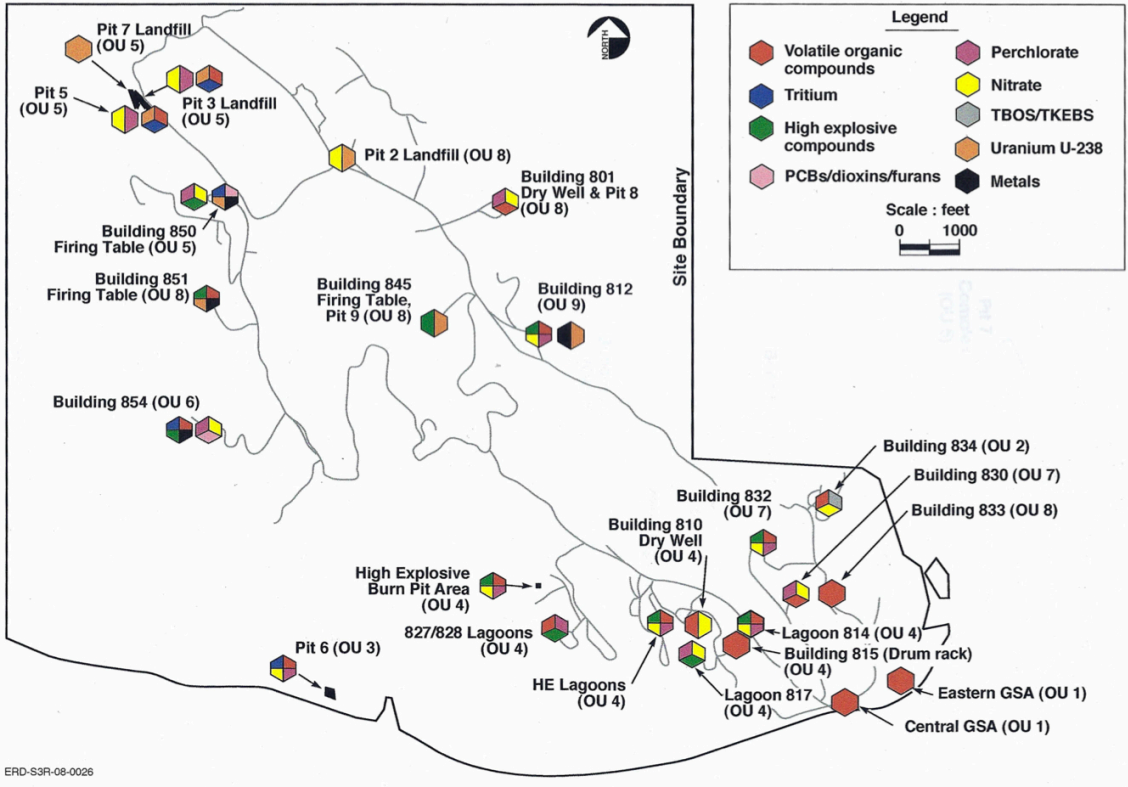 Pit 7 Landfill
(OU 5)
Pit 5
(OU 5)
Pit 3 Landfill
(OU 5)
NORTH
Pit 2 Landfill (OU 8)
Building 801
Dry Well & Pit 8
(OU 8)
Building 850
Firing Table (OU 5)
Building 851
Firing Table (OU 8)
Building 845
Firing Table,
Pit 9 (OU 8)
Building 812
(OU 9)
Building 854 (OU 6)
Site Boundary
Legend
Volatile organic
compounds
Tritium
High explosive
compounds
PCBs/dioxins/furans
Perchlorate
Nitrate
TBOS/TKEBS
Uranium U-238
Metals
Scale : feet
0 1000
Building 834 (OU 2)
Building 830 (OU 7)
Building 833 (OU 8)
Building 832
(OU 7)
Building 810
Dry Well
(OU 4)
High Explosive
Burn Pit Area
(OU 4)
827/828 Lagoons
(OU 4)
Pit 6 (OU 3)
HE Lagoons
(OU 4)
Lagoon 814 (OU 4)
Building 815 (Drum rack)
(OU 4)
Lagoon 817
(OU 4)
Eastern GSA (OU 1)
Central GSA (OU 1)
ERD-S3R-08-0026